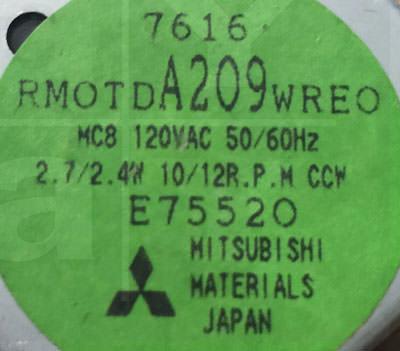 7616
RMOTDA209WREO
MC8 120VAC 50/60Hz
2.7/2.4W 10/12R.P.M CCW
E75520
MITSUBISHI
MATERIALS
JAPAN